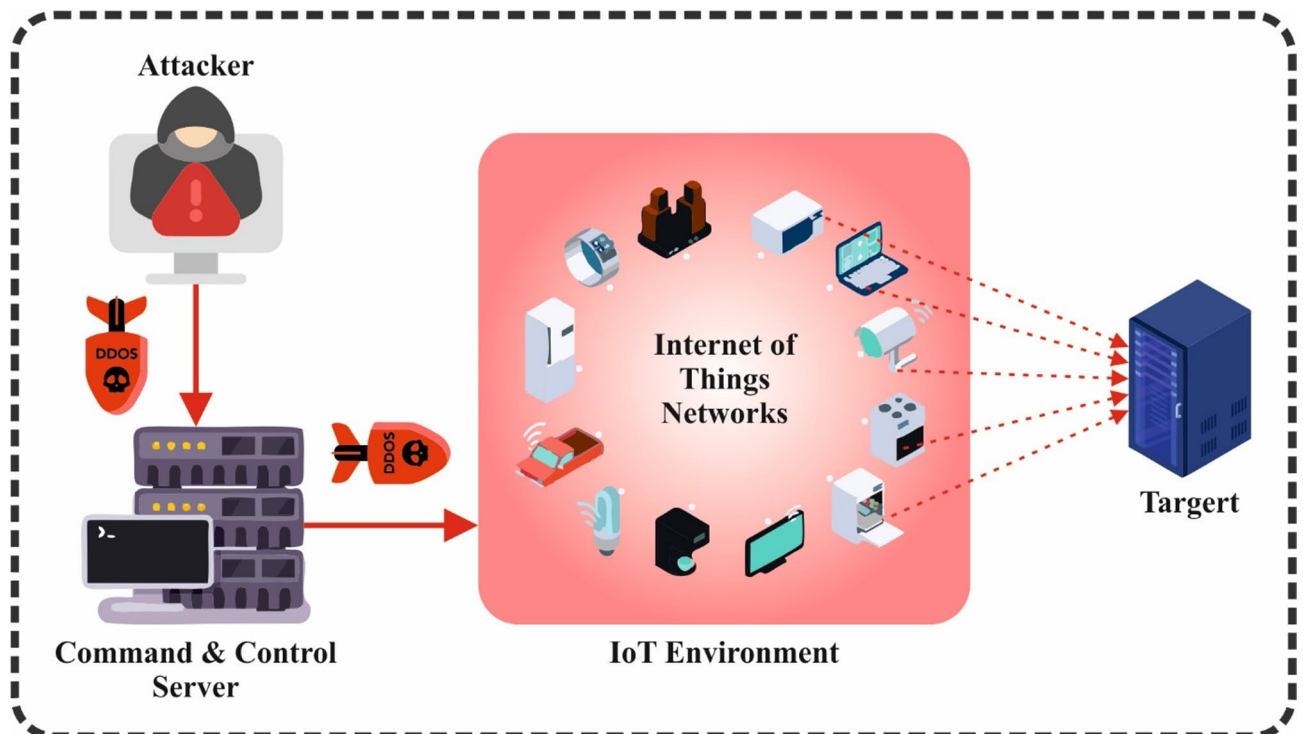 Attacker
DDOS
DDOS
Command & Control
Server
Internet of
Things
Networks
IoT Environment
Targert